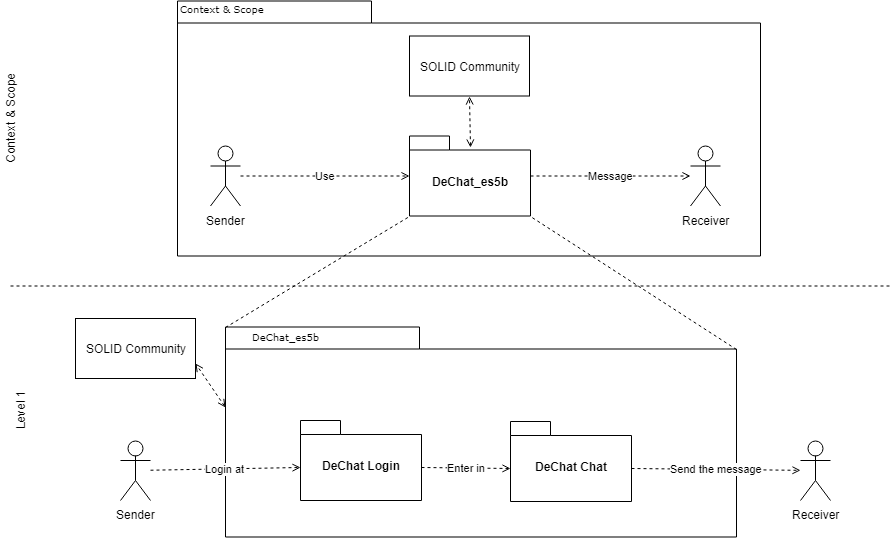 Context & Scope
Context & Scope
SOLID Community
DeChat_es5b
Use
Message
Sender
Receiver
Level 1
SOLID Community
DeChat_es5b
DeChat Login
DeChat Chat
Login at
Enter in
Send the message
Sender
Receiver